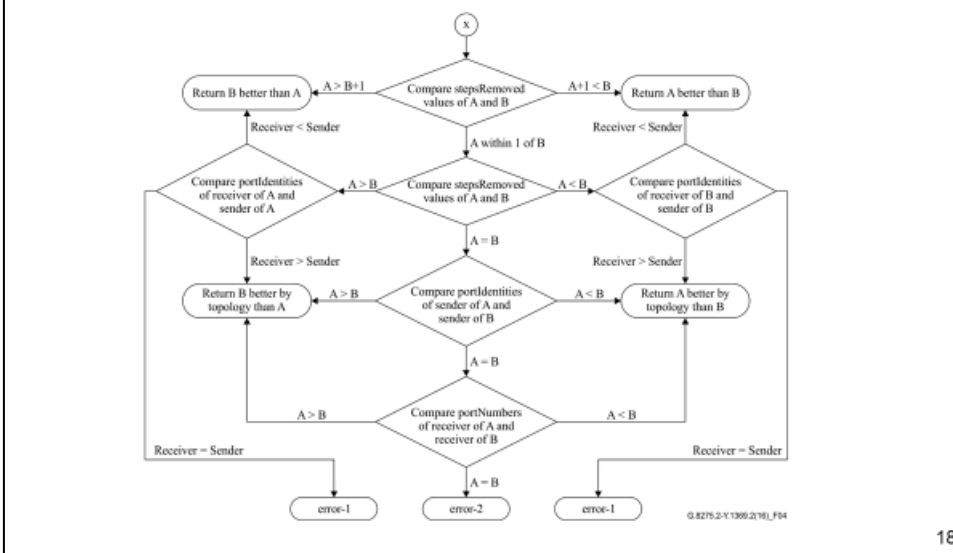 x
Return B better than A
A > B+1
Compare stepsRemoved
values of A and B
A+1 < B
Return A better than B
Receiver < Sender
Receiver < Sender
A within 1 of B
Compare portIdentities
of receiver of A and
sender of A
A > B
Compare stepsRemoved
values of A and B
A < B
Compare portIdentities
of receiver of B and
sender of B
A = B
Receiver > Sender
Receiver > Sender
Return B better by
topology than A
A > B
Compare portIdentities
of sender of A and
sender of B
A < B
Return A better by
topology than B
A = B
A > B
Compare portNumbers
of receiver of A and
receiver of B
A < B
Receiver = Sender
Receiver = Sender
A = B
error-1
error-2
error-1
G.8275.2-Y.1369.2(16)_F04
18